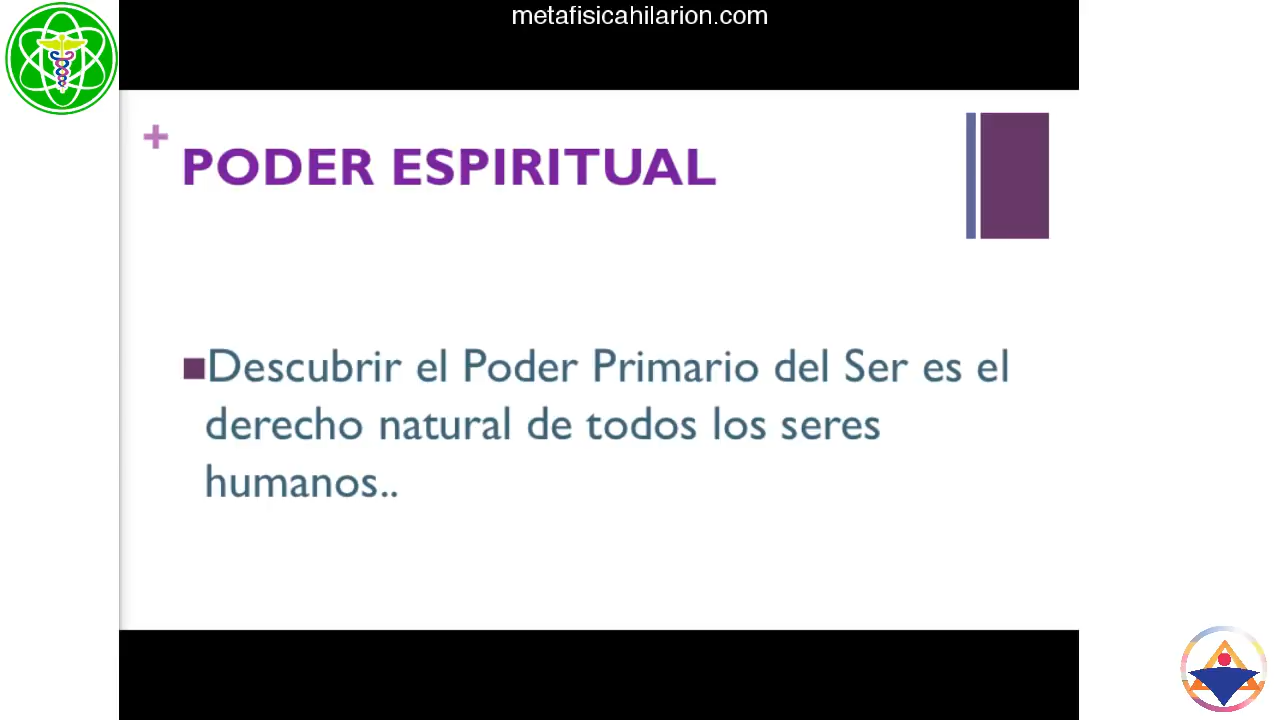 metafisicahilarion.com
+
PODER ESPIRITUAL
■Descubrir el Poder Primario del Ser es el
derecho natural de todos los seres
humanos..